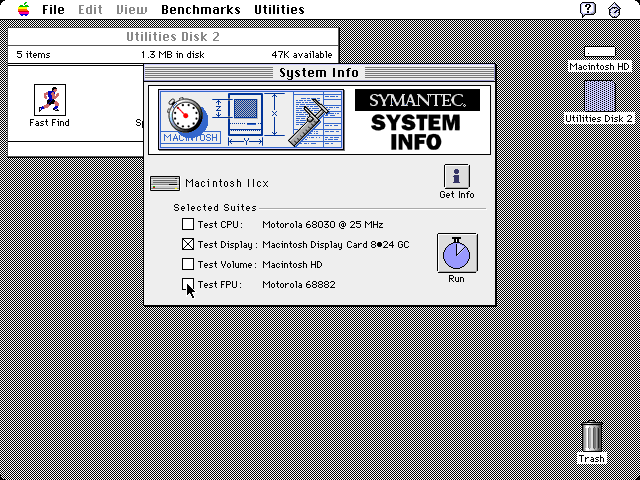 File Edit View Benchmarks Utilities
Utilities Disk 2
5 items 1.3 MB in disk 47K available
Macintosh HD
Utilities Disk 2
Fast Find
System Info
MACINTOSH
Z
X
Y
SYMANTEC.
SYSTEM
INFO
Macintosh IIcx
Get Info
Selected Suites
Test CPU: Motorola 68030 @ 25 MHz
Test Display: Macintosh Display Card 8•24 GC
Test Volume: Macintosh HD
Test FPU: Motorola 68882
Run
Trash